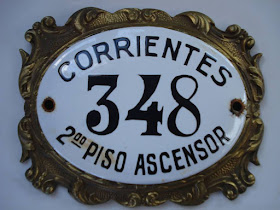 CORRIENTES
348
2do PISO ASCENSOR